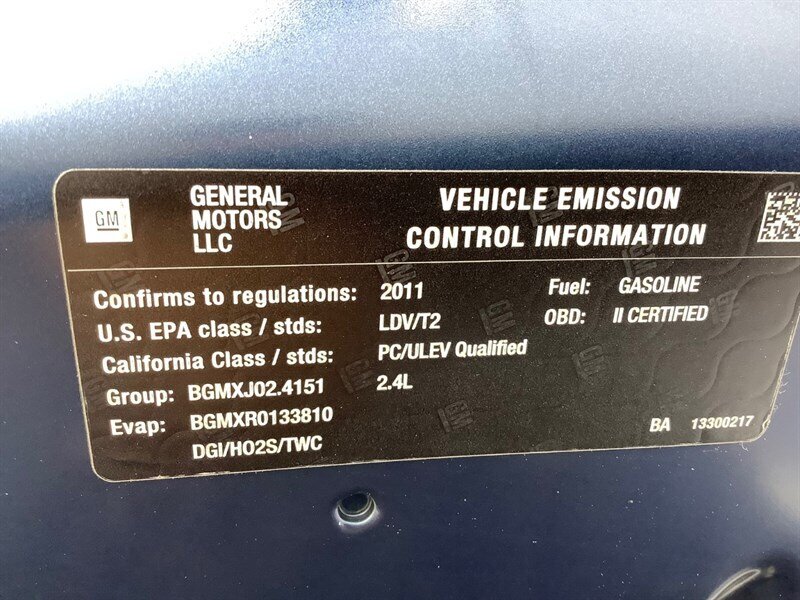 GM
GENERAL
MOTORS
LLC
VEHICLE EMISSION
CONTROL INFORMATION
Confirms to regulations: 2011 Fuel: GASOLINE
U.S. EPA class / stds: LDV/T2 OBD: II CERTIFIED
California Class / stds: PC/ULEV Qualified
Group: BGMXJ02.4151 2.4L
Evap: BGMXR0133810
DGI/HO2S/TWC
BA 13300217